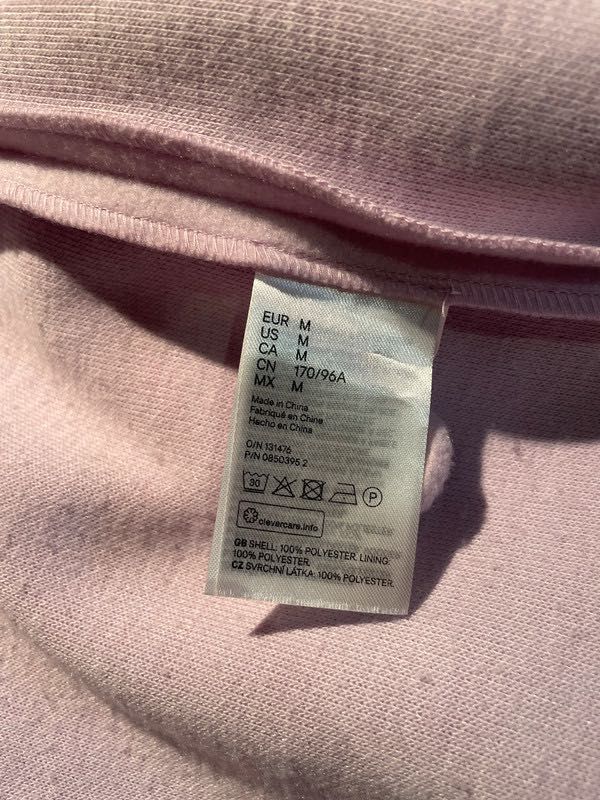 EUR M
US M
CA M
CN 170/96A
MX M
Made in China
Fabriqué en Chine
Hecho en China
O/N 131476
P/N 0850395 2
30 P
clevercare.info
GB SHELL: 100% POLYESTER. LINING:
100% POLYESTER.
CZ SVRCHNÍ LÁTKA: 100% POLYESTER.